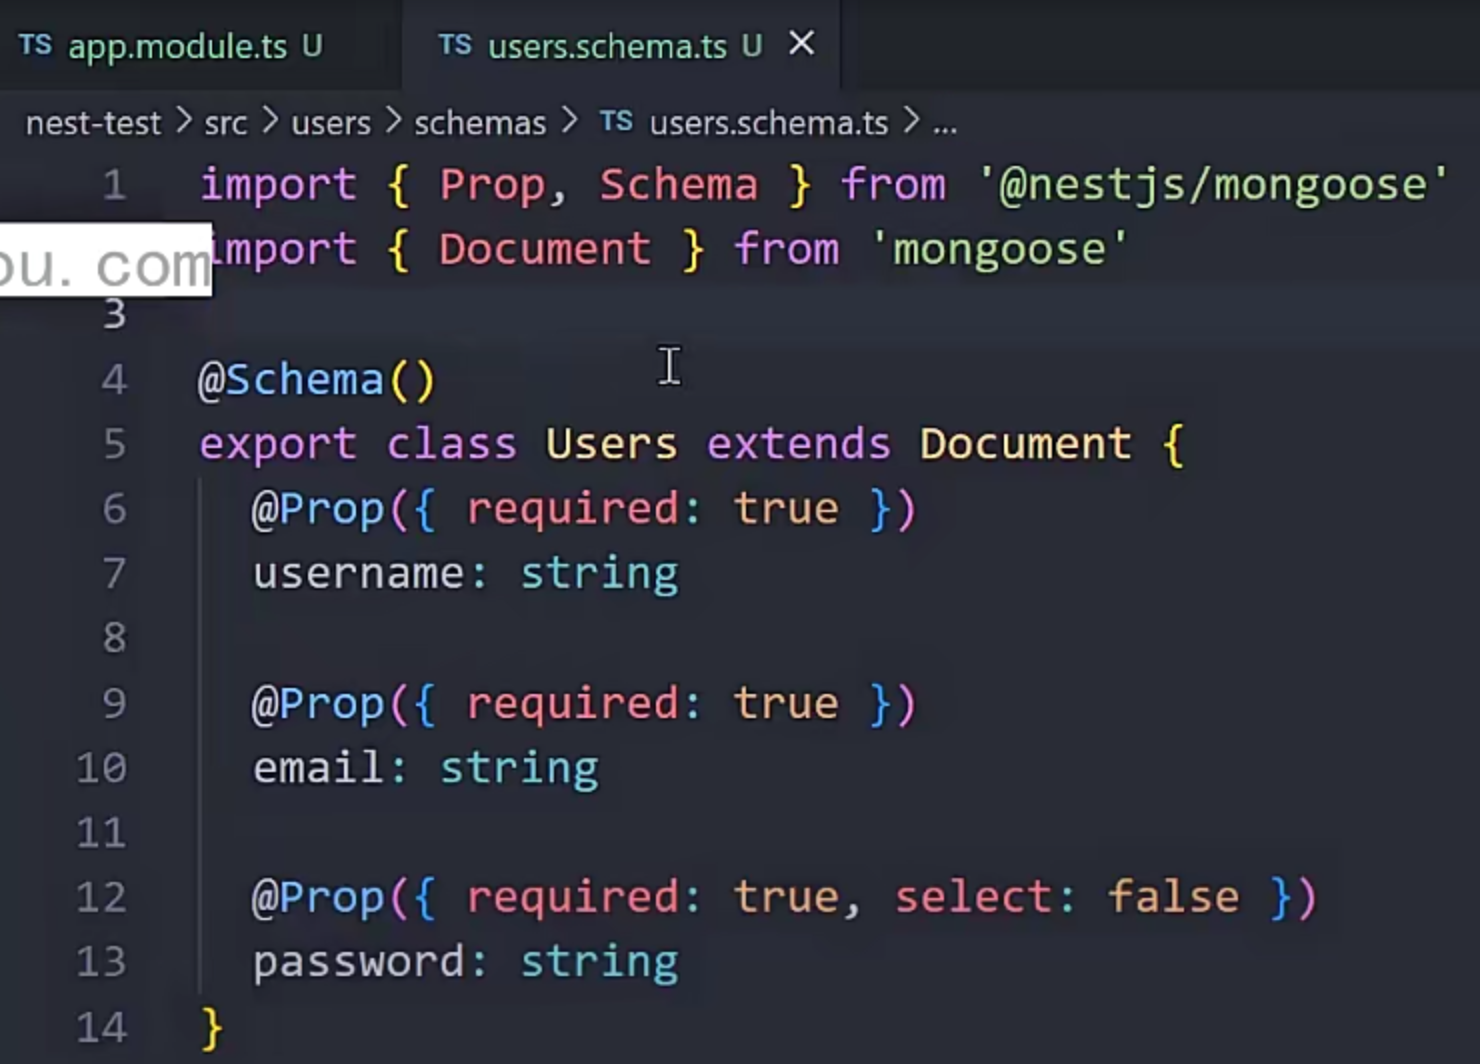 TS app.module.ts U TS users.schema.ts U
nest-test > src > users > schemas > TS users.schema.ts > ...
1 import { Prop, Schema } from '@nestjs/mongoose'
import { Document } from 'mongoose'
ou. com
3
4 @Schema()
5 export class Users extends Document {
6 @Prop({ required: true })
7 username: string
8
9 @Prop({ required: true })
10 email: string
11
12 @Prop({ required: true, select: false })
13 password: string
14 }